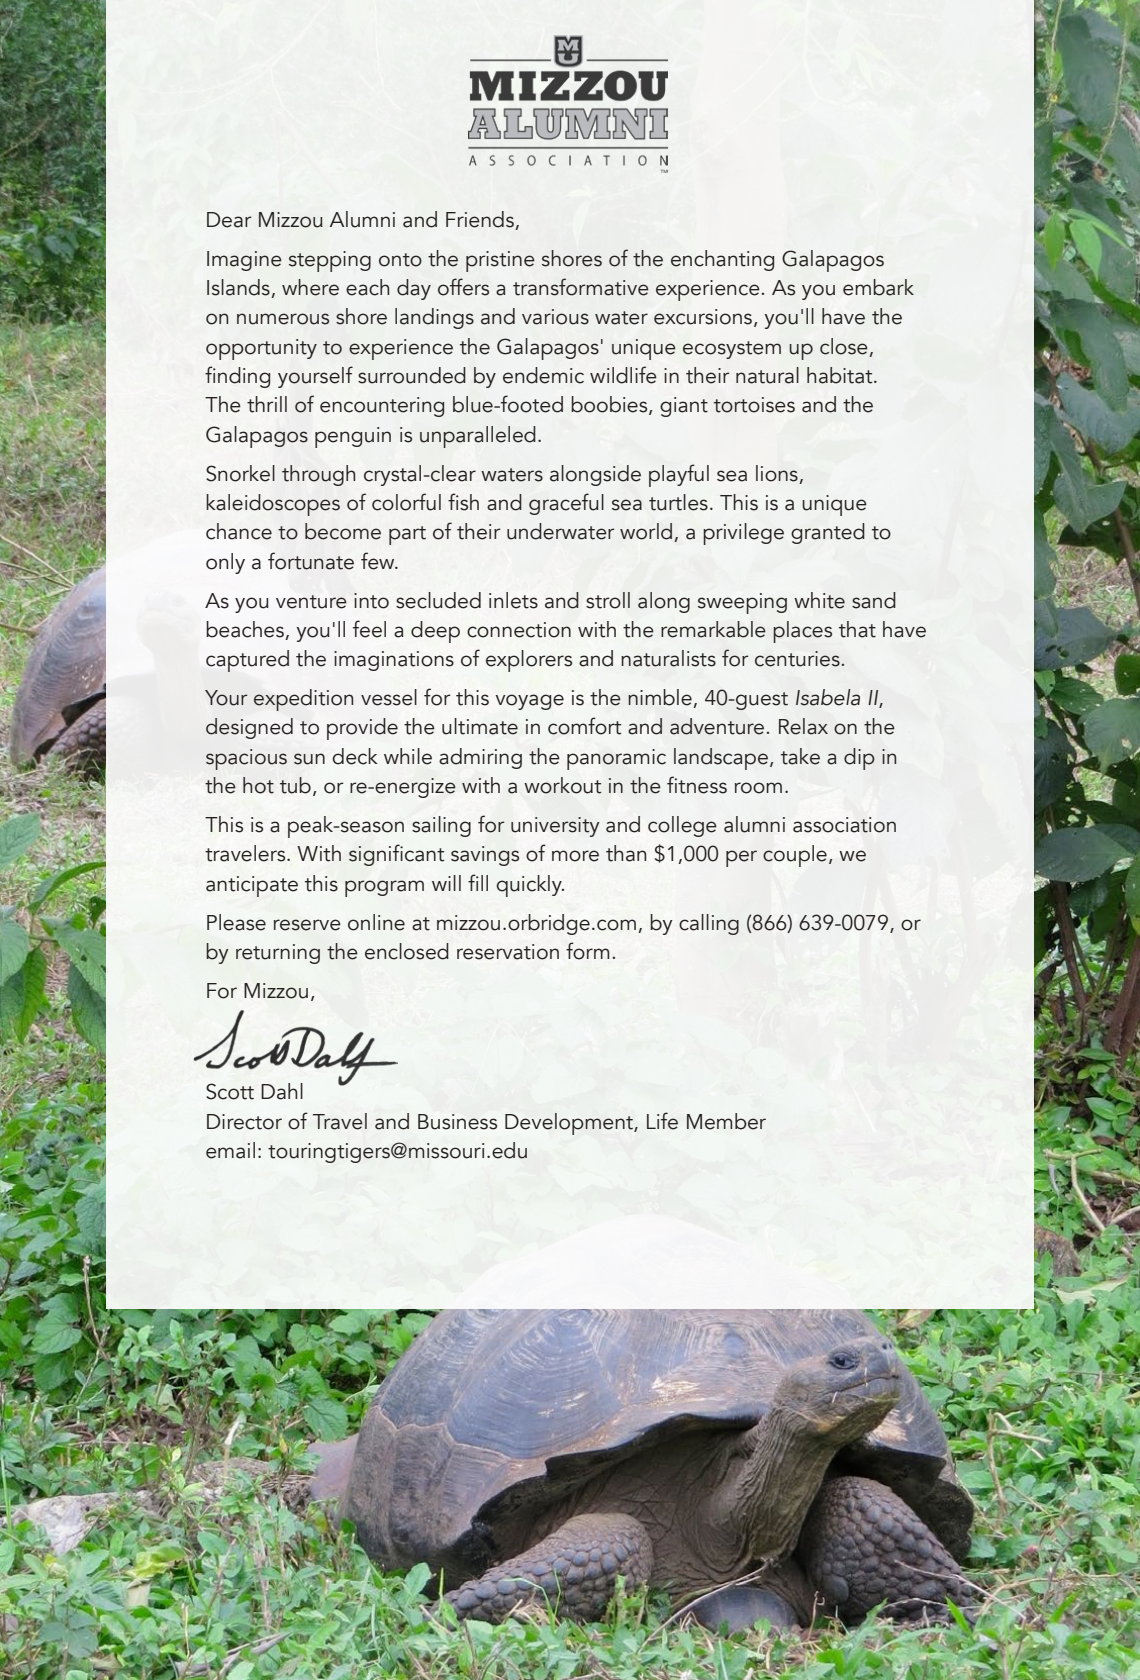 MU
MIZZOU
ALUMNI
ASSOCIATION
TM
Dear Mizzou Alumni and Friends,
Imagine stepping onto the pristine shores of the enchanting Galapagos
Islands, where each day offers a transformative experience. As you embark
on numerous shore landings and various water excursions, you'll have the
opportunity to experience the Galapagos' unique ecosystem up close,
finding yourself surrounded by endemic wildlife in their natural habitat.
The thrill of encountering blue-footed boobies, giant tortoises and the
Galapagos penguin is unparalleled.
Snorkel through crystal-clear waters alongside playful sea lions,
kaleidoscopes of colorful fish and graceful sea turtles. This is a unique
chance to become part of their underwater world, a privilege granted to
only a fortunate few.
As you venture into secluded inlets and stroll along sweeping white sand
beaches, you'll feel a deep connection with the remarkable places that have
captured the imaginations of explorers and naturalists for centuries.
Your expedition vessel for this voyage is the nimble, 40-guest Isabela II,
designed to provide the ultimate in comfort and adventure. Relax on the
spacious sun deck while admiring the panoramic landscape, take a dip in
the hot tub, or re-energize with a workout in the fitness room.
This is a peak-season sailing for university and college alumni association
travelers. With significant savings of more than $1,000 per couple, we
anticipate this program will fill quickly.
Please reserve online at mizzou.orbridge.com, by calling (866) 639-0079, or
by returning the enclosed reservation form.
For Mizzou,
Scott Dahl
Scott Dahl
Director of Travel and Business Development, Life Member
email: touringtigers@missouri.edu